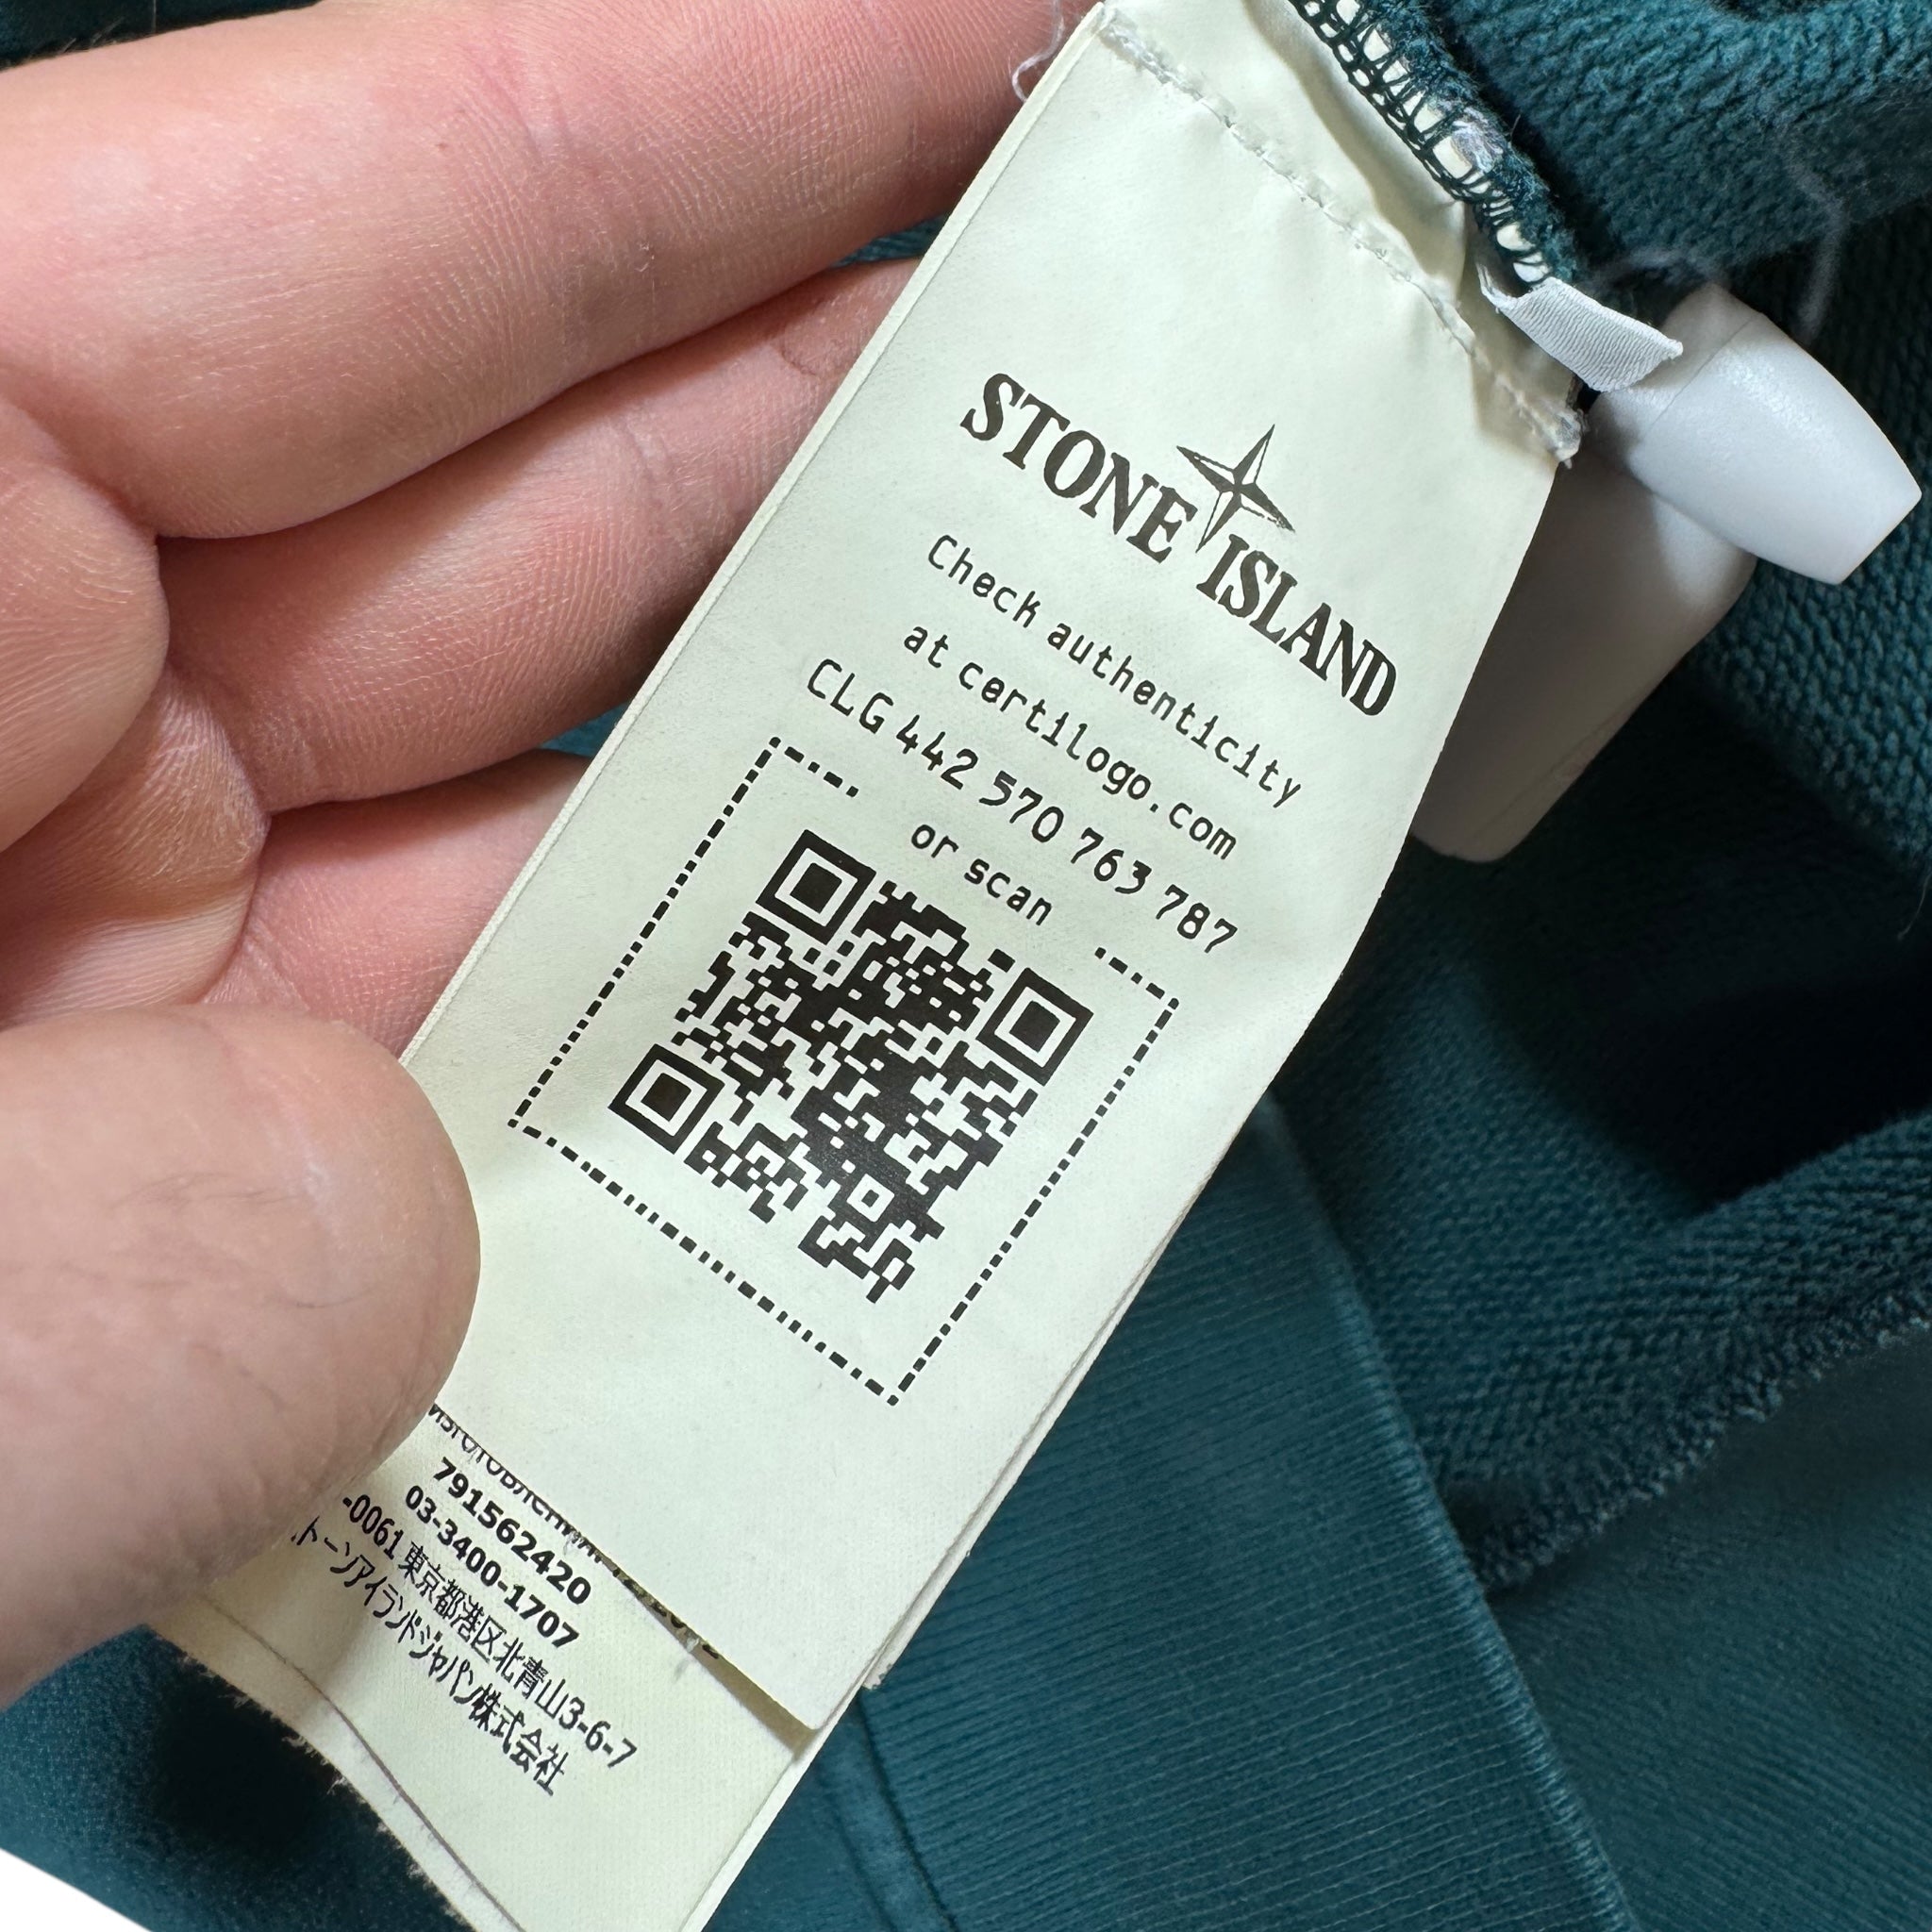 STONE ISLAND
Check authenticity
at certilogo.com
CLG 442 570 763 787
or scan
791562420
03-3400-1707
-0061 東京都港区北青山3-6-7
トーンアイランドジャパン株式会社